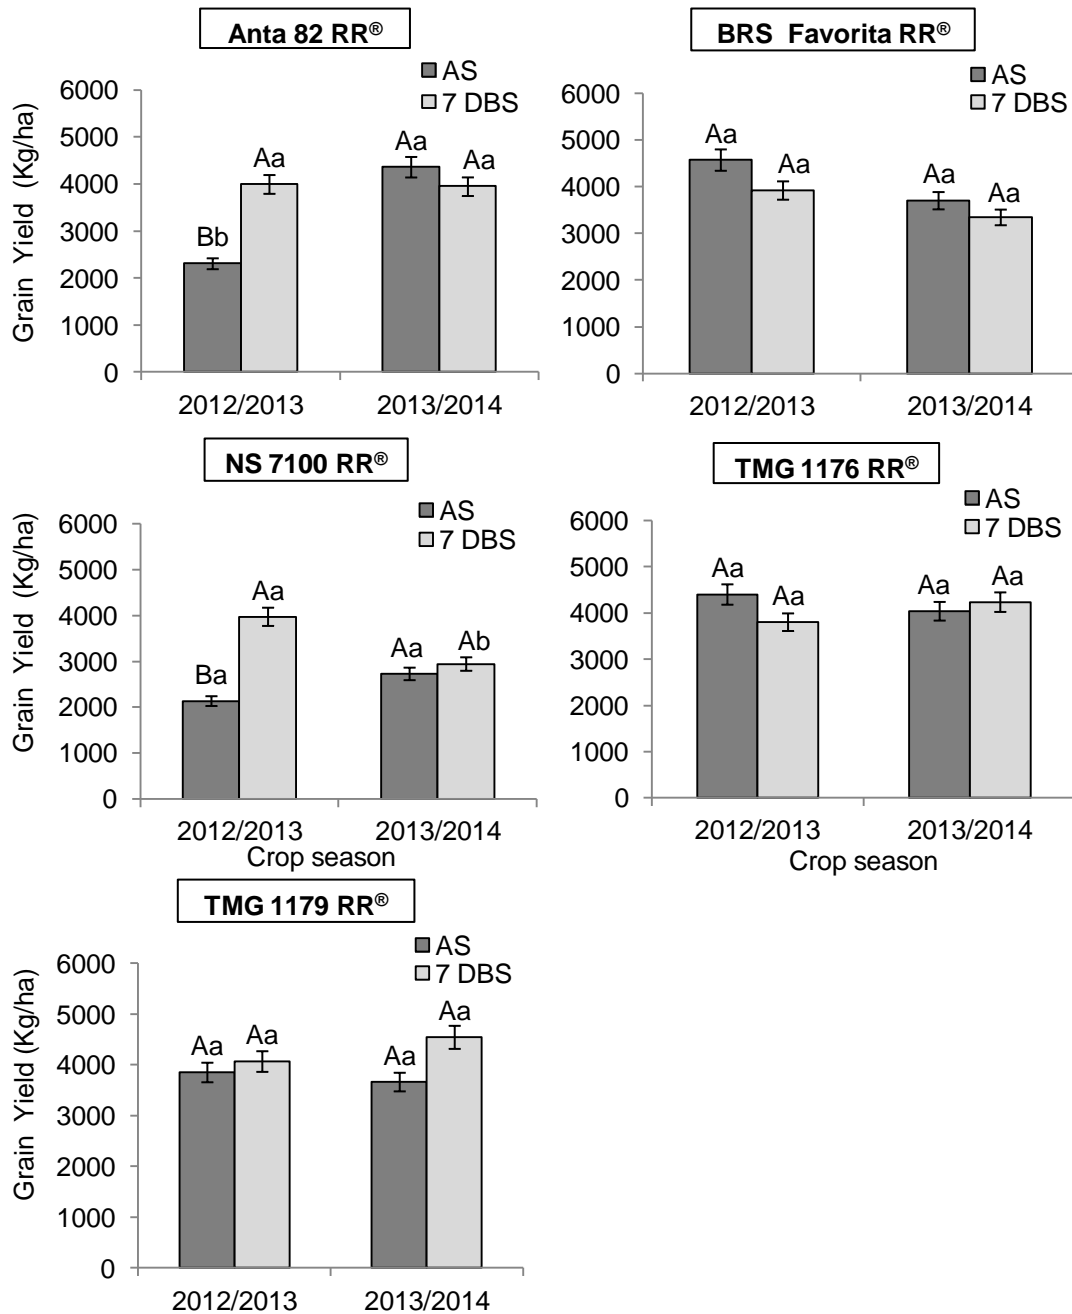 Anta 82 RR®
AS
7 DBS
Grain Yield (Kg/ha)
6000
5000
4000
3000
2000
1000
0
Bb
Aa
Aa
Aa
2012/2013
2013/2014
BRS Favorita RR®
AS
7 DBS
6000
5000
4000
3000
2000
1000
0
Aa
Aa
Aa
Aa
2012/2013
2013/2014
NS 7100 RR®
AS
7 DBS
Grain Yield (Kg/ha)
6000
5000
4000
3000
2000
1000
0
Ba
Aa
Aa
Ab
2012/2013
2013/2014
Crop season
TMG 1176 RR®
AS
7 DBS
6000
5000
4000
3000
2000
1000
0
Aa
Aa
Aa
Aa
2012/2013
2013/2014
Crop season
TMG 1179 RR®
AS
7 DBS
Grain Yield (Kg/ha)
6000
5000
4000
3000
2000
1000
0
Aa
Aa
Aa
Aa
2012/2013
2013/2014